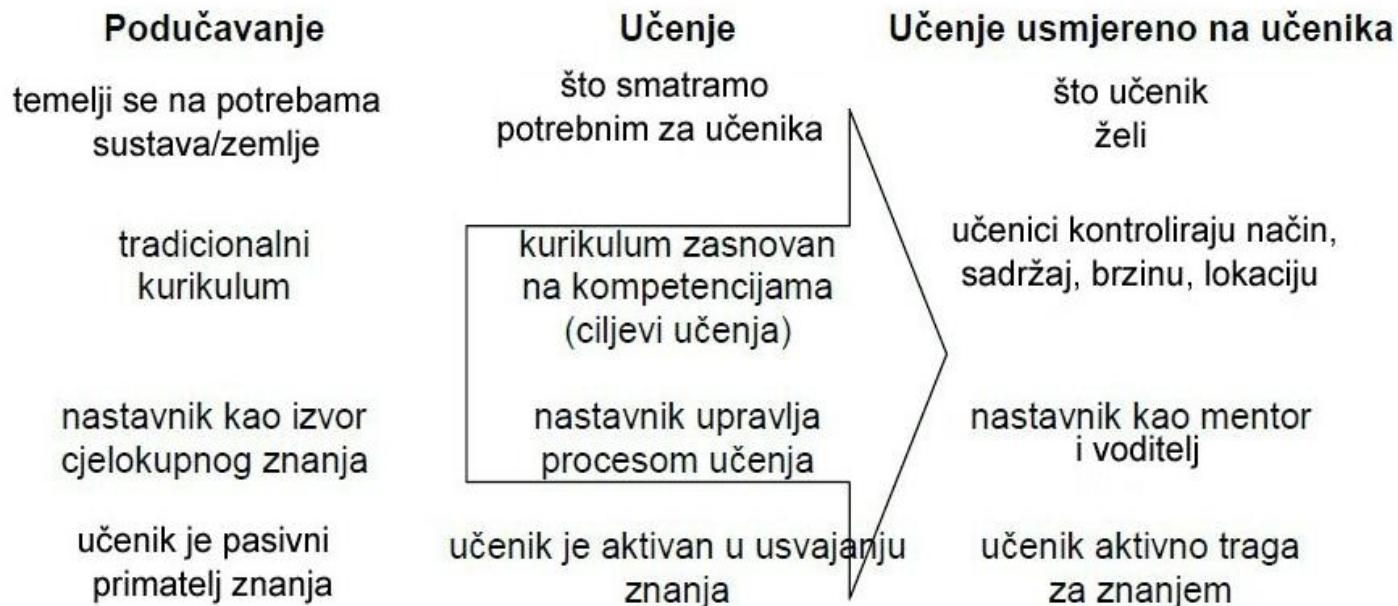 Podučavanje
Učenje
Učenje usmjereno na učenika
temelji se na potrebama
sustava/zemlje
što smatramo
potrebnim za učenika
što učenik
želi
tradicionalni
kurikulum
kurikulum zasnovan
na kompetencijama
(ciljevi učenja)
učenici kontroliraju način,
sadržaj, brzinu, lokaciju
nastavnik kao izvor
cjelokupnog znanja
nastavnik upravlja
procesom učenja
nastavnik kao mentor
i voditelj
učenik je pasivni
primatelj znanja
učenik je aktivan u usvajanju
znanja
učenik aktivno traga
za znanjem